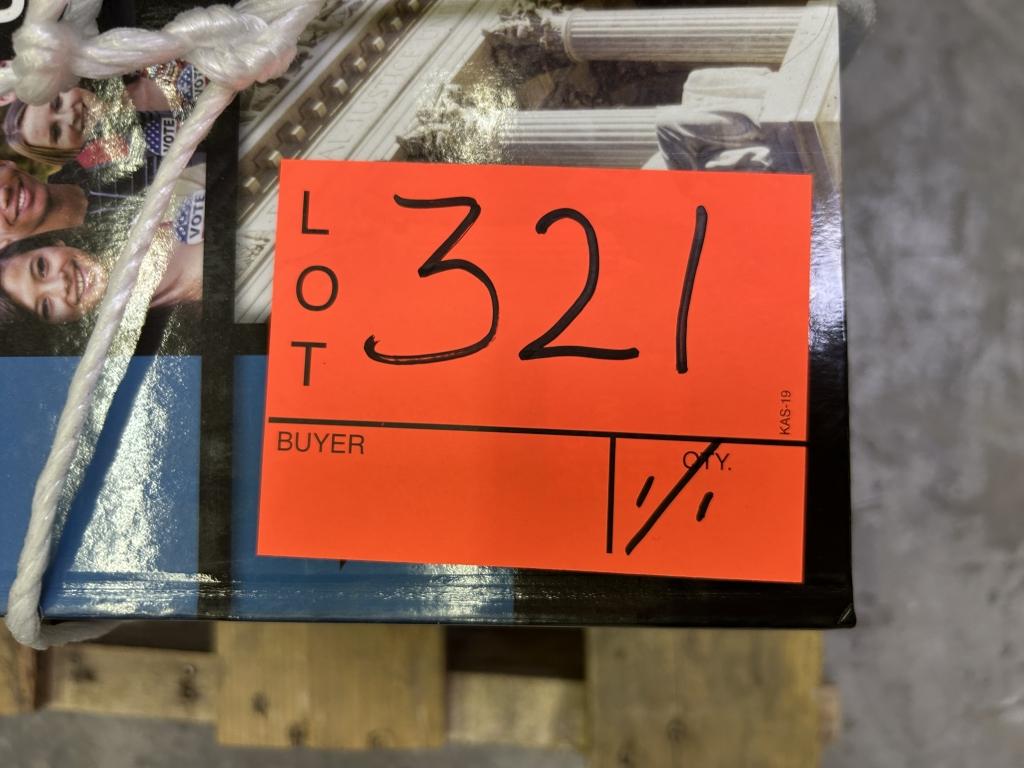 LOT 321
KAS-19
BUYER
QTY.
1/1
VOTE
VOTE